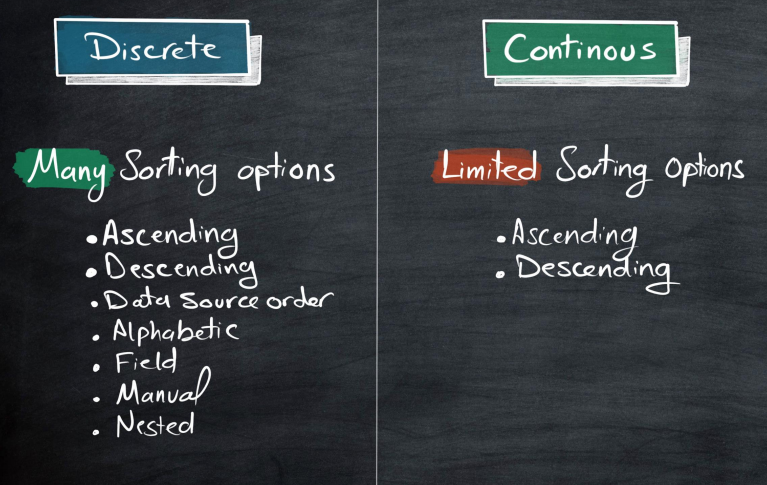 Discrete
Many Sorting options
• Ascending
• Descending
• Data Source order
• Alphabetic
• Field
• Manual
• Nested
Continous
Limited Sorting Options
• Ascending
• Descending